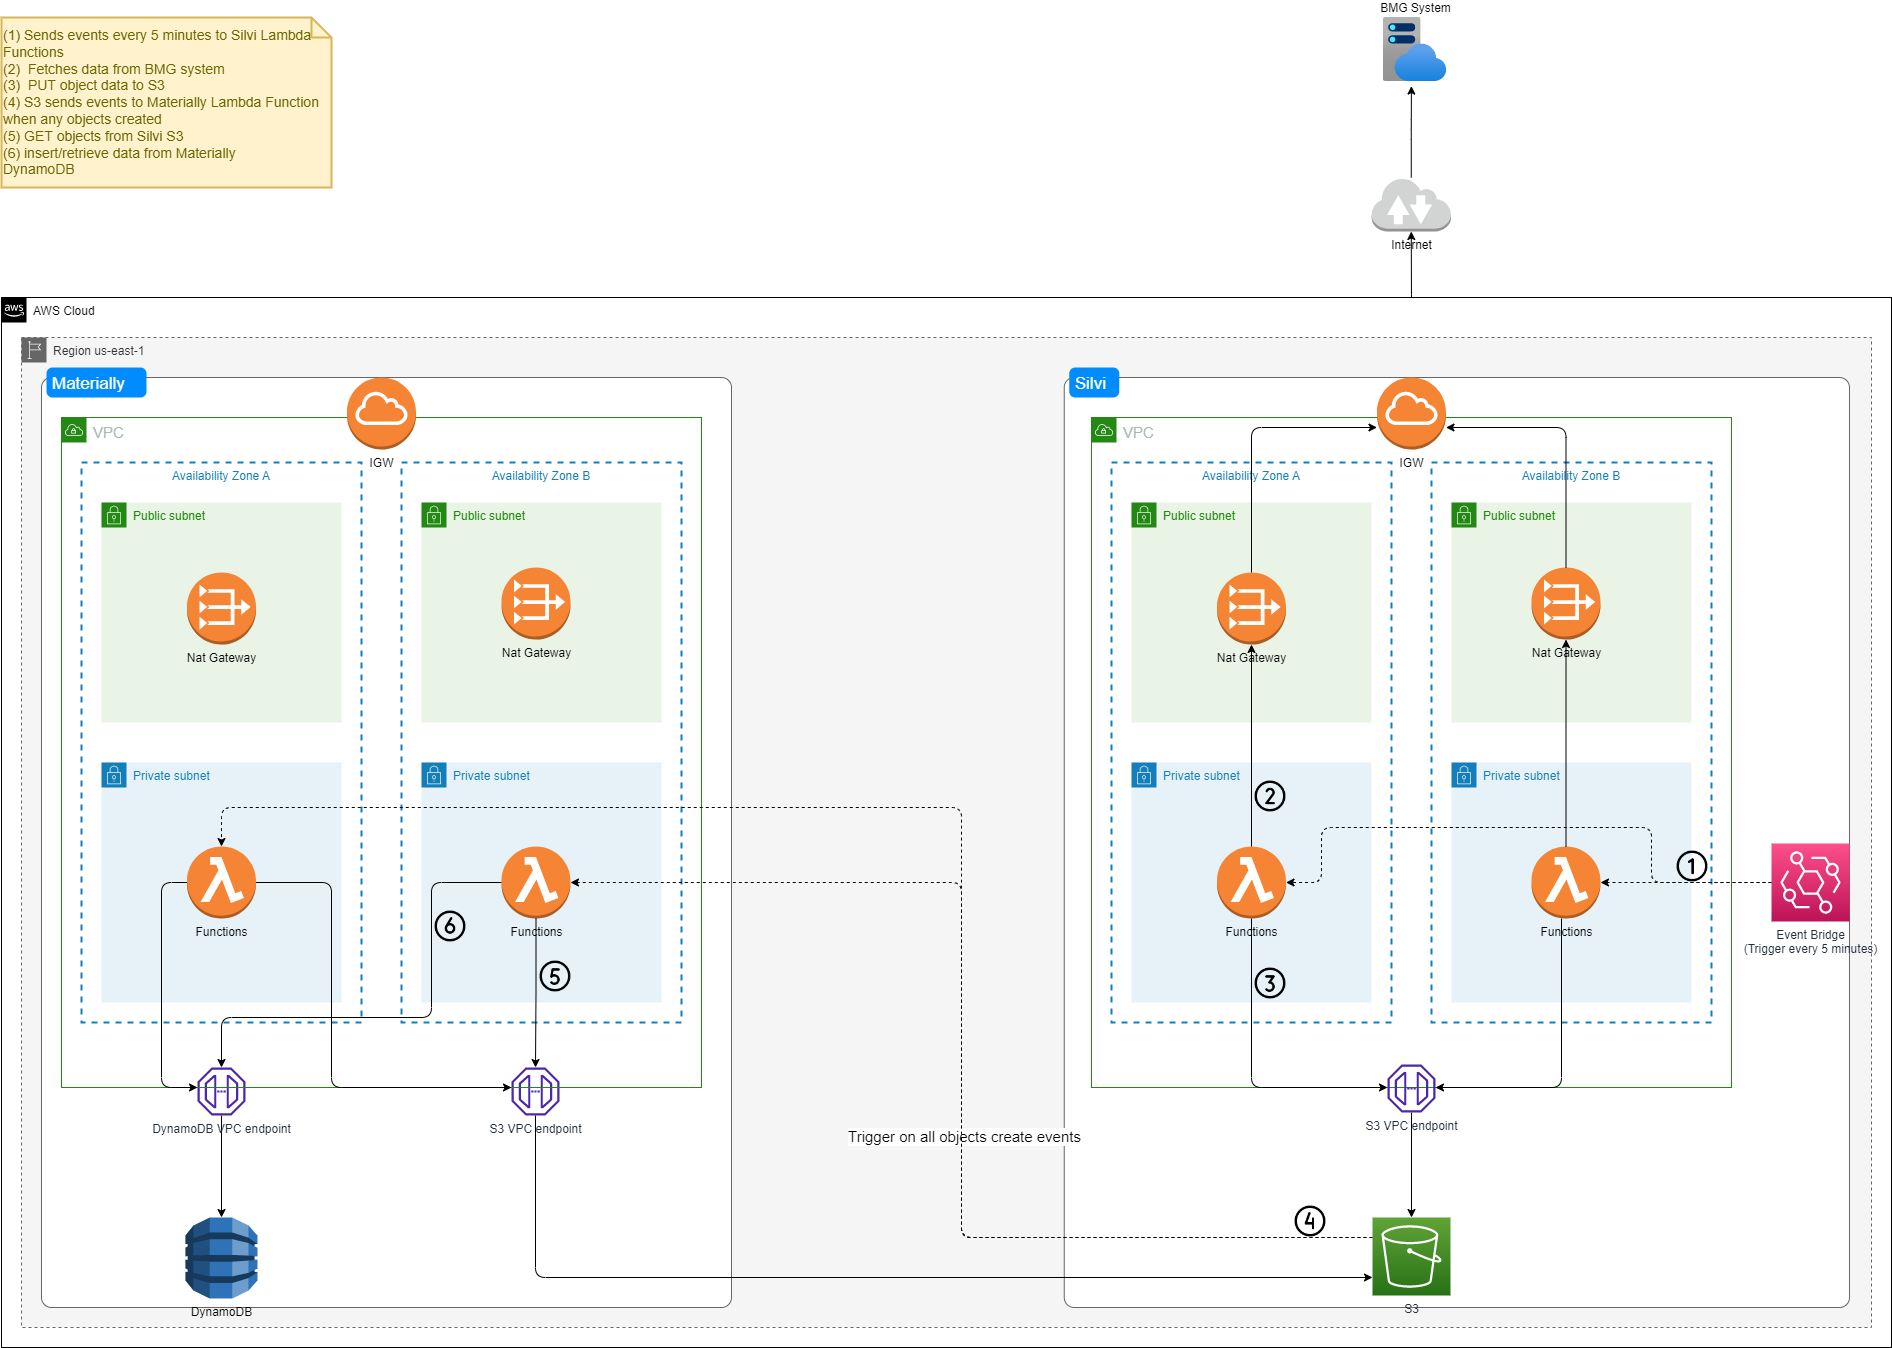 BMG System
(1) Sends events every 5 minutes to Silvi Lambda
Functions
(2)  Fetches data from BMG system
(3)  PUT object data to S3
(4) S3 sends events to Materially Lambda Function
when any objects created
(5) GET objects from Silvi S3
(6) insert/retrieve data from Materially
DynamoDB
Internet
aws
AWS Cloud
Region us-east-1
Materially
Silvi
VPC
VPC
IGW
IGW
Availability Zone A
Availability Zone B
Availability Zone A
Availability Zone B
Public subnet
Public subnet
Public subnet
Public subnet
Nat Gateway
Nat Gateway
Nat Gateway
Nat Gateway
Private subnet
Private subnet
Private subnet
Private subnet
2
1
Functions
Functions
Functions
Functions
6
5
3
Event Bridge
(Trigger every 5 minutes)
DynamoDB VPC endpoint
S3 VPC endpoint
S3 VPC endpoint
Trigger on all objects create events
4
DynamoDB
S3